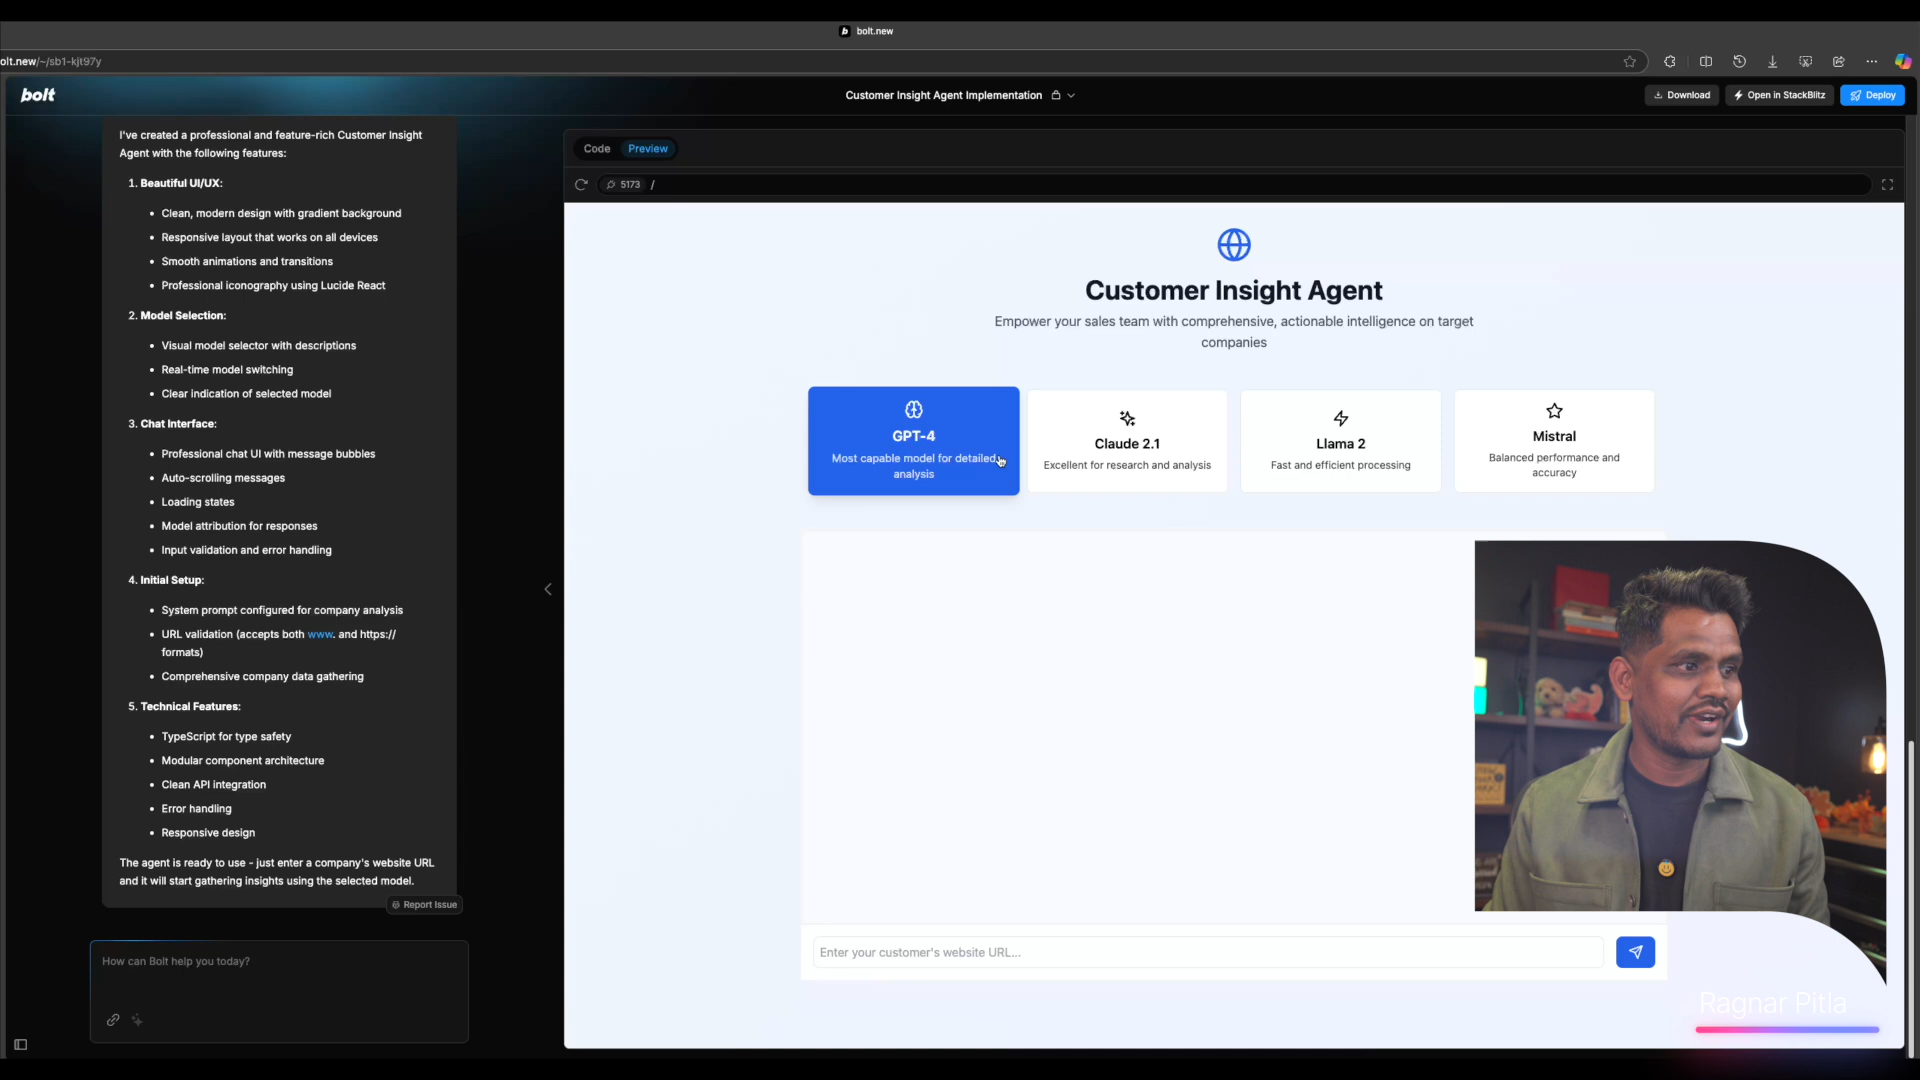 bolt.new
olt.new/~/sb1-kjt97y
bolt
Customer Insight Agent Implementation
Download
Open in StackBlitz
Deploy
I've created a professional and feature-rich Customer Insight
Agent with the following features:
1. Beautiful UI/UX:
• Clean, modern design with gradient background
• Responsive layout that works on all devices
• Smooth animations and transitions
• Professional iconography using Lucide React
2. Model Selection:
• Visual model selector with descriptions
• Real-time model switching
• Clear indication of selected model
3. Chat Interface:
• Professional chat UI with message bubbles
• Auto-scrolling messages
• Loading states
• Model attribution for responses
• Input validation and error handling
4. Initial Setup:
• System prompt configured for company analysis
• URL validation (accepts both www. and https://
formats)
• Comprehensive company data gathering
5. Technical Features:
• TypeScript for type safety
• Modular component architecture
• Clean API integration
• Error handling
• Responsive design
The agent is ready to use - just enter a company's website URL
and it will start gathering insights using the selected model.
Report Issue
How can Bolt help you today?
Code
Preview
5173 /
Customer Insight Agent
Empower your sales team with comprehensive, actionable intelligence on target
companies
GPT-4
Most capable model for detailed
analysis
Claude 2.1
Excellent for research and analysis
Llama 2
Fast and efficient processing
Mistral
Balanced performance and
accuracy
Enter your customer's website URL...
Ragnar Pitla